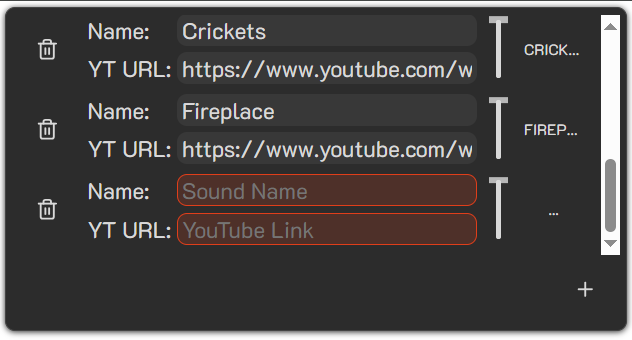 Name: Crickets
CRICK...
YT URL: https://www.youtube.com/w
Name: Fireplace
FIREP...
YT URL: https://www.youtube.com/w
Name: Sound Name
...
YT URL: YouTube Link
+